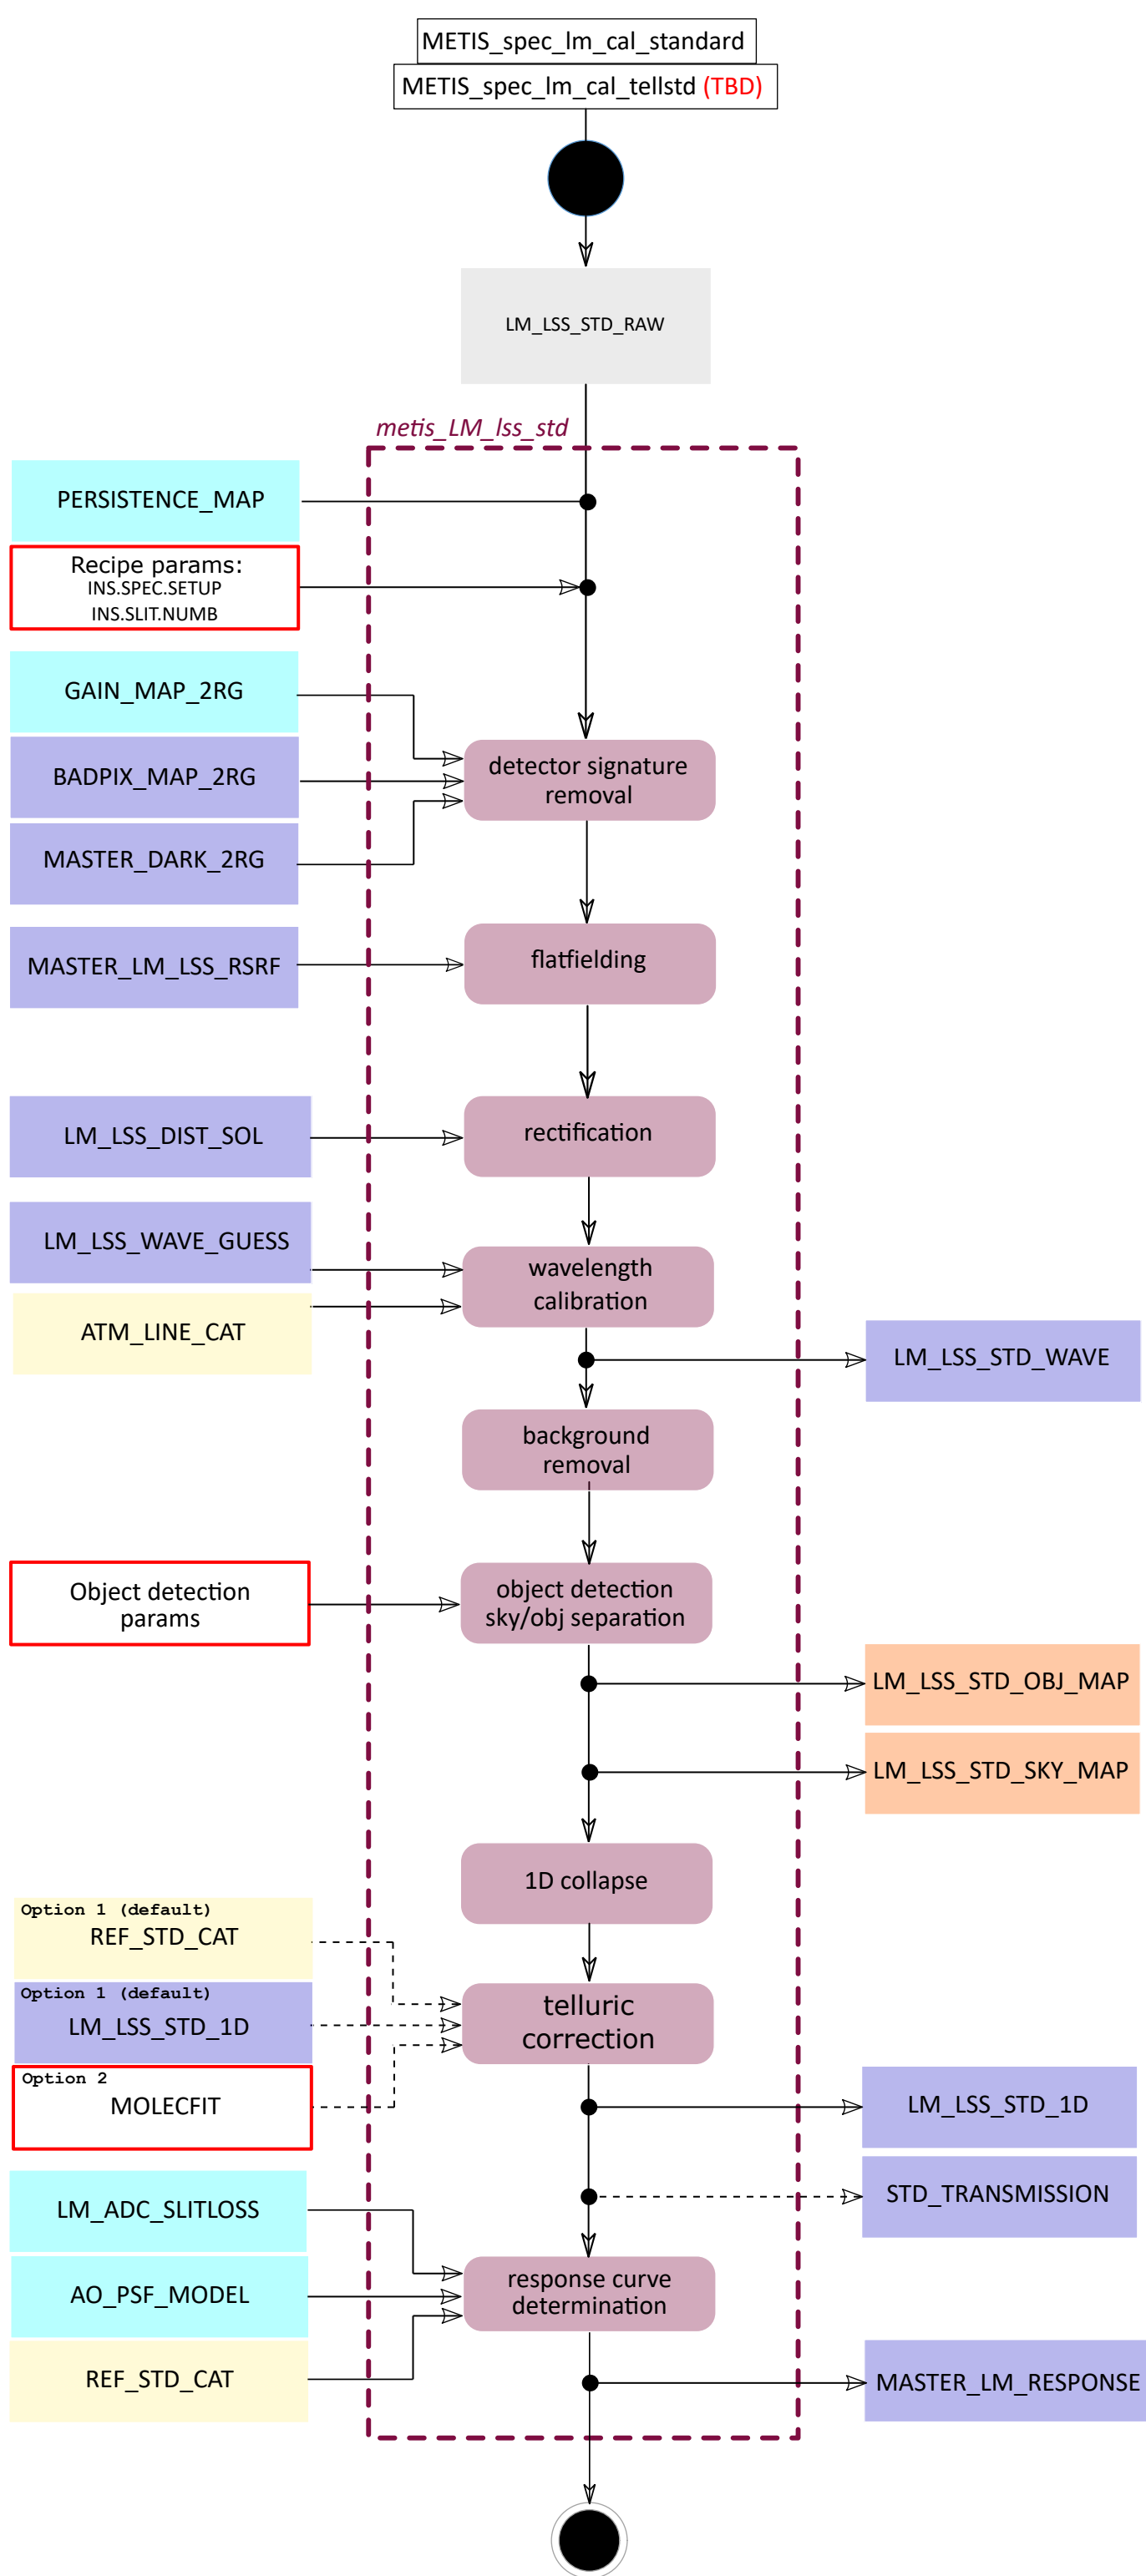 METIS_spec_lm_cal_standard
METIS_spec_lm_cal_tellstd (TBD)
LM_LSS_STD_RAW
metis_LM_lss_std
PERSISTENCE_MAP
Recipe params:
INS.SPEC.SETUP
INS.SLIT.NUMB
GAIN_MAP_2RG
BADPIX_MAP_2RG
MASTER_DARK_2RG
detector signature
removal
MASTER_LM_LSS_RSRF
flatfielding
LM_LSS_DIST_SOL
rectification
LM_LSS_WAVE_GUESS
ATM_LINE_CAT
wavelength
calibration
LM_LSS_STD_WAVE
background
removal
Object detection
params
object detection
sky/obj separation
LM_LSS_STD_OBJ_MAP
LM_LSS_STD_SKY_MAP
1D collapse
Option 1 (default)
REF_STD_CAT
Option 1 (default)
LM_LSS_STD_1D
Option 2
MOLECFIT
telluric
correction
LM_LSS_STD_1D
STD_TRANSMISSION
LM_ADC_SLITLOSS
AO_PSF_MODEL
REF_STD_CAT
response curve
determination
MASTER_LM_RESPONSE